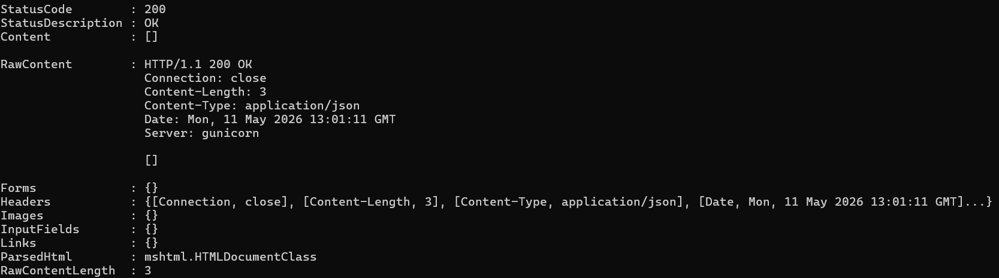 StatusCode        : 200
StatusDescription : OK
Content           : []
RawContent        : HTTP/1.1 200 OK
                    Connection: close
                    Content-Length: 3
                    Content-Type: application/json
                    Date: Mon, 11 May 2026 13:01:11 GMT
                    Server: gunicorn
                    []
Forms             : {}
Headers           : {[Connection, close], [Content-Length, 3], [Content-Type, application/json], [Date, Mon, 11 May 2026 13:01:11 GMT]...}
Images            : {}
InputFields       : {}
Links             : {}
ParsedHtml        : mshtml.HTMLDocumentClass
RawContentLength  : 3